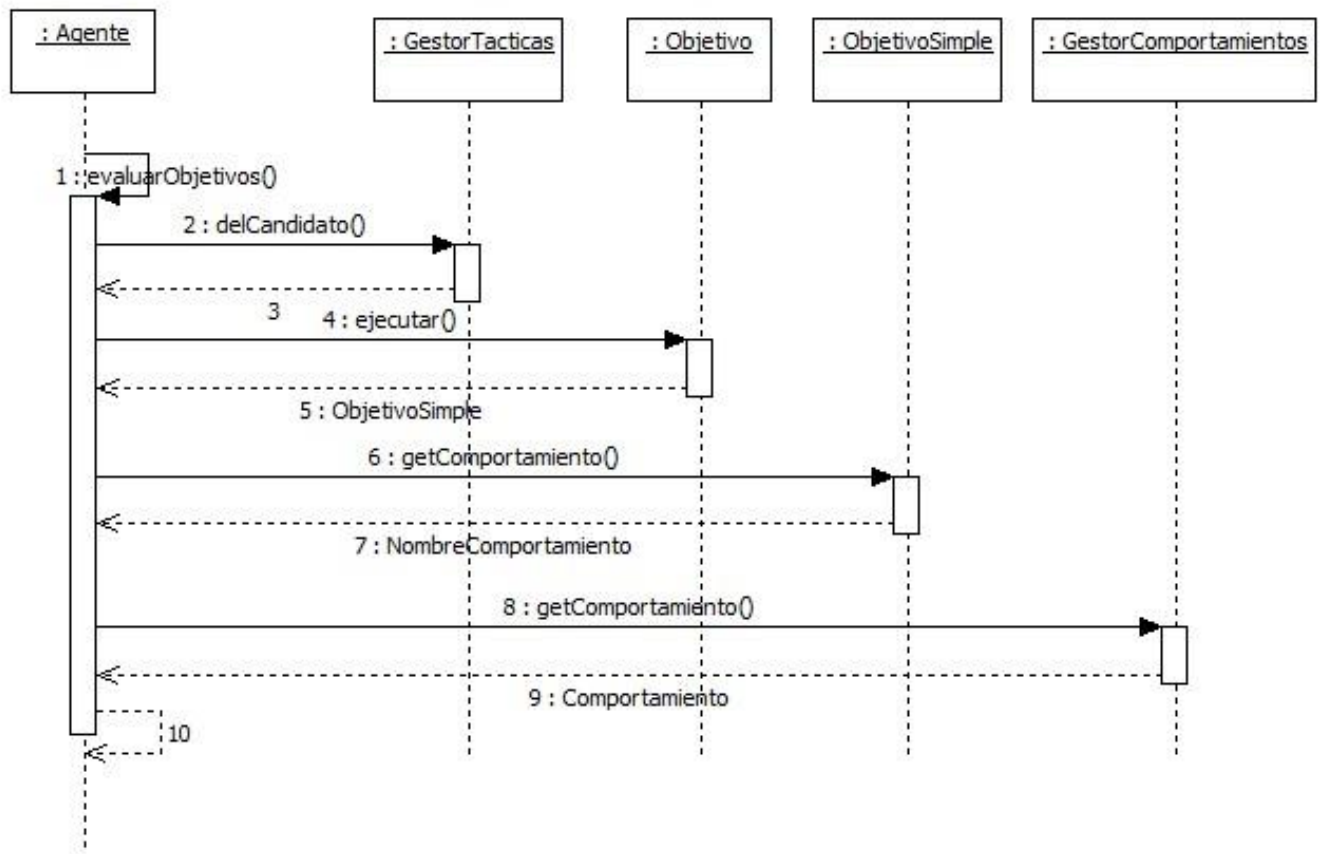 : Agente
: GestorTacticas
: Objetivo
: ObjetivoSimple
: GestorComportamientos
1 : evaluarObjetivos()
2 : delCandidato()
3
4 : ejecutar()
5 : ObjetivoSimple
6 : getComportamiento()
7 : NombreComportamiento
8 : getComportamiento()
9 : Comportamiento
10